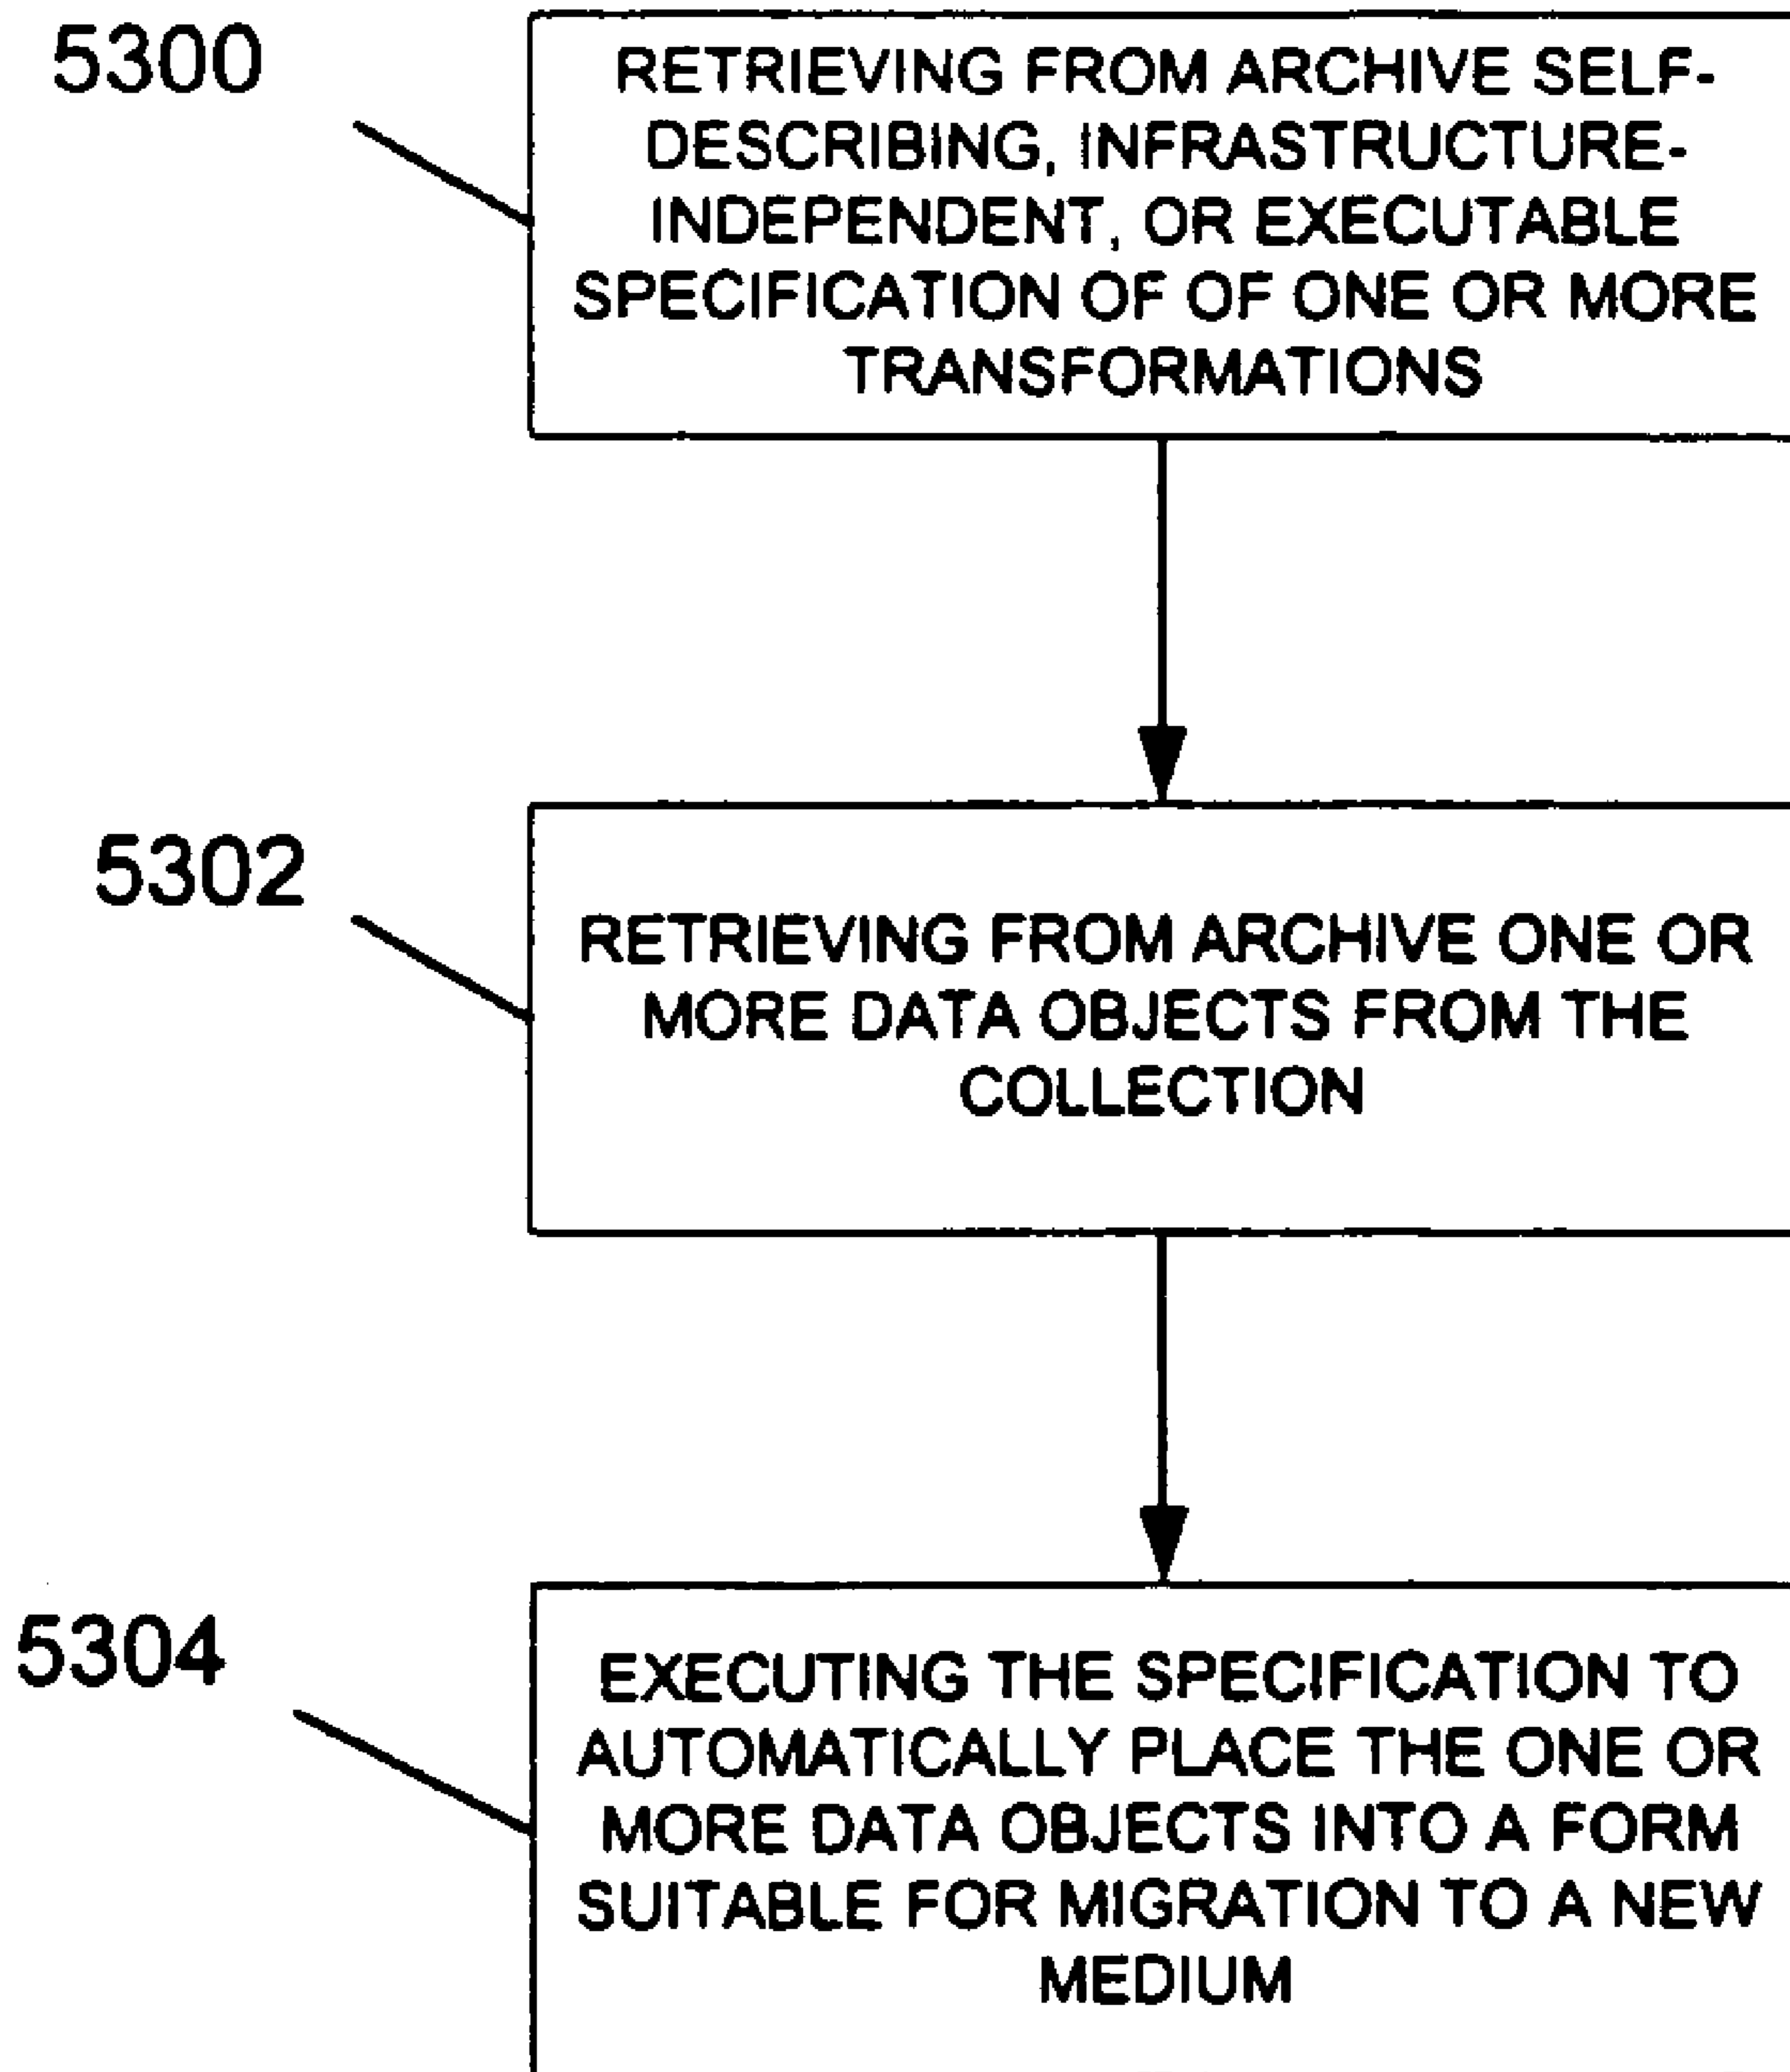 5300
RETRIEVING FROM ARCHIVE SELF-
DESCRIBING, INFRASTRUCTURE-
INDEPENDENT, OR EXECUTABLE
SPECIFICATION OF OF ONE OR MORE
TRANSFORMATIONS
5302
RETRIEVING FROM ARCHIVE ONE OR
MORE DATA OBJECTS FROM THE
COLLECTION
5304
EXECUTING THE SPECIFICATION TO
AUTOMATICALLY PLACE THE ONE OR
MORE DATA OBJECTS INTO A FORM
SUITABLE FOR MIGRATION TO A NEW
MEDIUM